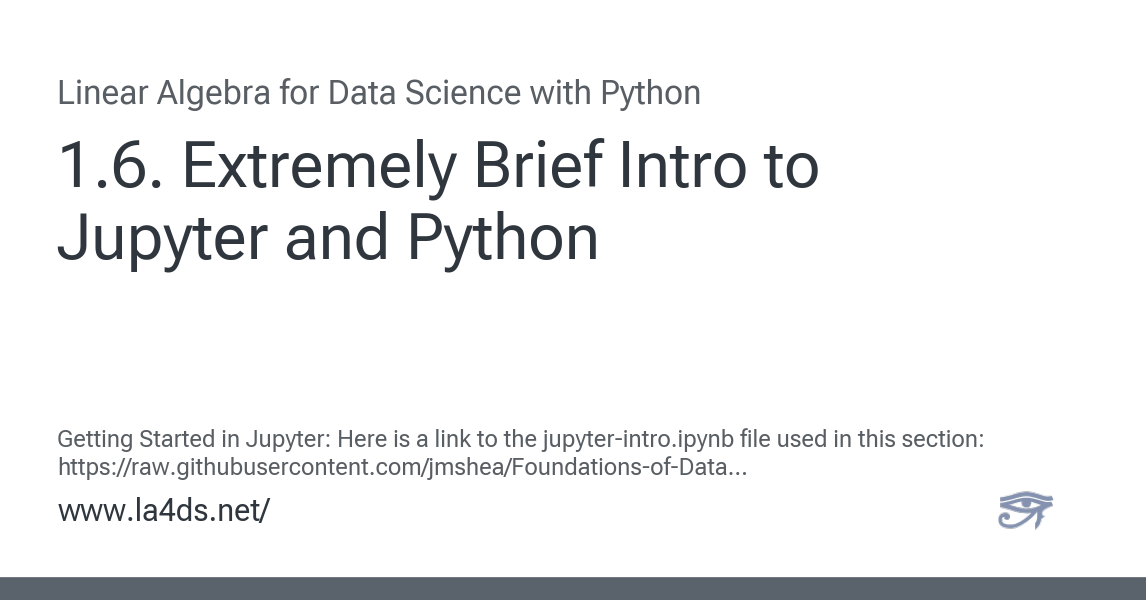 Linear Algebra for Data Science with Python
1.6. Extremely Brief Intro to
Jupyter and Python
Getting Started in Jupyter: Here is a link to the jupyter-intro.ipynb file used in this section:
https://raw.githubusercontent.com/jmshea/Foundations-of-Data...
www.la4ds.net/